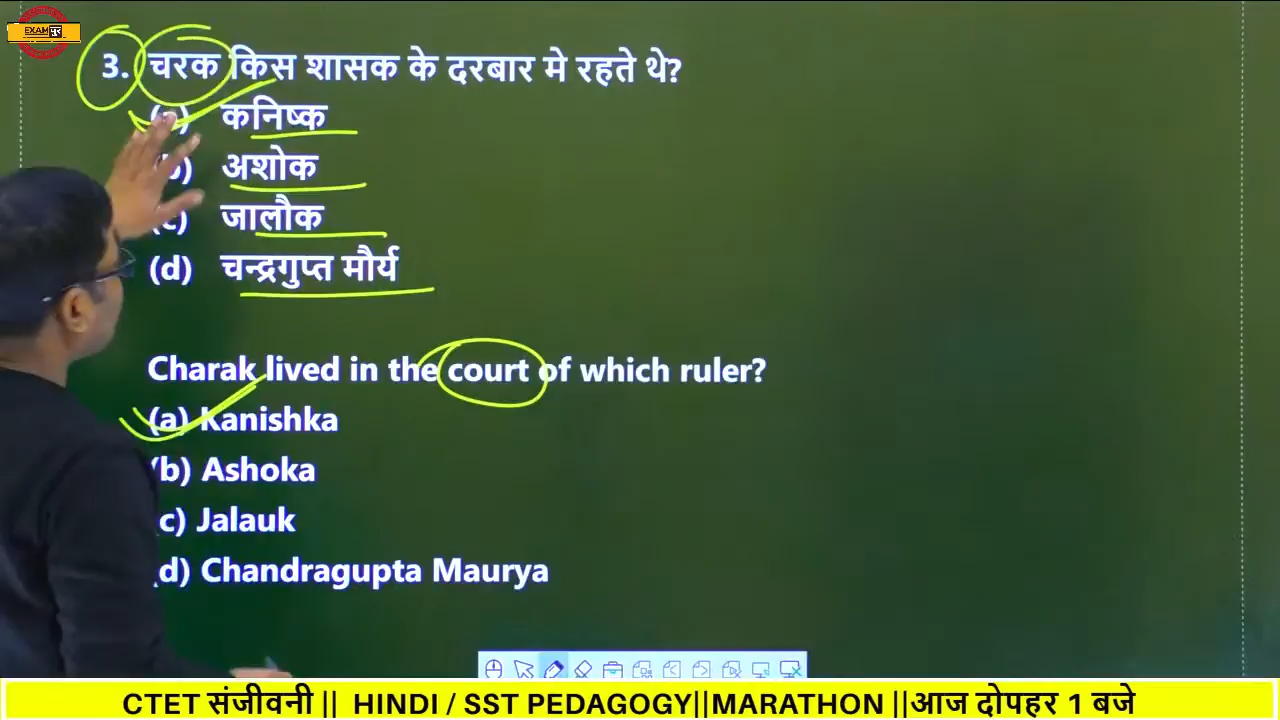 EXAM
3. चरक किस शासक के दरबार मे रहते थे?
कनिष्क
अशोक
जालौक
(d) चन्द्रगुप्त मौर्य
Charak lived in the court of which ruler?
(a) Kanishka
(b) Ashoka
c) Jalauk
d) Chandragupta Maurya
CTET संजीवनी || HINDI / SST PEDAGOGY||MARATHON ||आज दोपहर 1 बजे